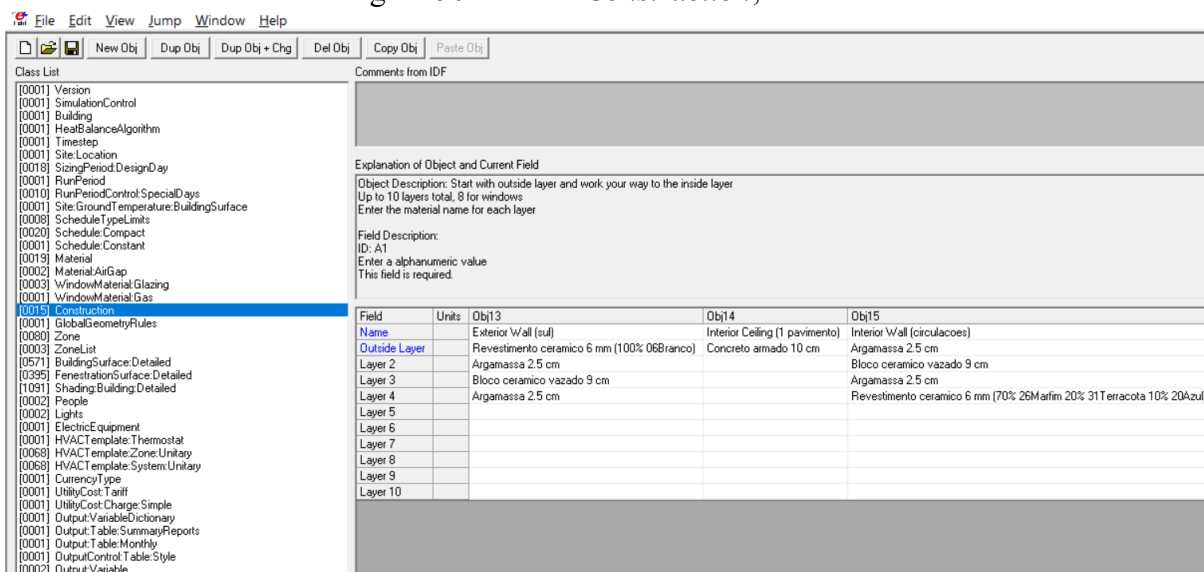 File Edit View Jump Window Help
New Obj Dup Obj Dup Obj + Chg Del Obj Copy Obj Paste Obj
Class List
[0001] Version
[0001] SimulationControl
[0001] Building
[0001] HeatBalanceAlgorithm
[0001] Timestep
[0001] Site:Location
[0018] SizingPeriod:DesignDay
[0001] RunPeriod
[0010] RunPeriodControl:SpecialDays
[0001] Site:GroundTemperature:BuildingSurface
[0008] ScheduleTypeLimits
[0020] Schedule:Compact
[0001] Schedule:Constant
[0019] Material
[0002] Material:AirGap
[0003] WindowMaterial:Glazing
[0001] WindowMaterial:Gas
[0015] Construction
[0001] GlobalGeometryRules
[0080] Zone
[0003] ZoneList
[0571] BuildingSurface:Detailed
[0395] FenestrationSurface:Detailed
[1091] Shading:Building:Detailed
[0002] People
[0002] Lights
[0001] ElectricEquipment
[0001] HVACTemplate:Thermostat
[0068] HVACTemplate:Zone:Unitary
[0068] HVACTemplate:System:Unitary
[0001] CurrencyType
[0001] UtilityCost:Tariff
[0001] UtilityCost:Charge:Simple
[0001] Output:VariableDictionary
[0001] Output:Table:SummaryReports
[0001] Output:Table:Monthly
[0001] OutputControl:Table:Style
[0002] Output:Variable
Comments from IDF
Explanation of Object and Current Field
Object Description: Start with outside layer and work your way to the inside layer
Up to 10 layers total, 8 for windows
Enter the material name for each layer
Field Description:
ID: A1
Enter a alphanumeric value
This field is required.
Field Units Obj13 Obj14 Obj15
Name Exterior Wall (sul) Interior Ceiling (1 pavimento) Interior Wall (circulacoes)
Outside Layer Revestimento ceramico 6 mm (100% 06Branco) Concreto armado 10 cm Argamassa 2.5 cm
Layer 2 Argamassa 2.5 cm Bloco ceramico vazado 9 cm
Layer 3 Bloco ceramico vazado 9 cm Argamassa 2.5 cm
Layer 4 Argamassa 2.5 cm Revestimento ceramico 6 mm (70% 26Marfim 20% 31Terracota 10% 20Azul
Layer 5
Layer 6
Layer 7
Layer 8
Layer 9
Layer 10